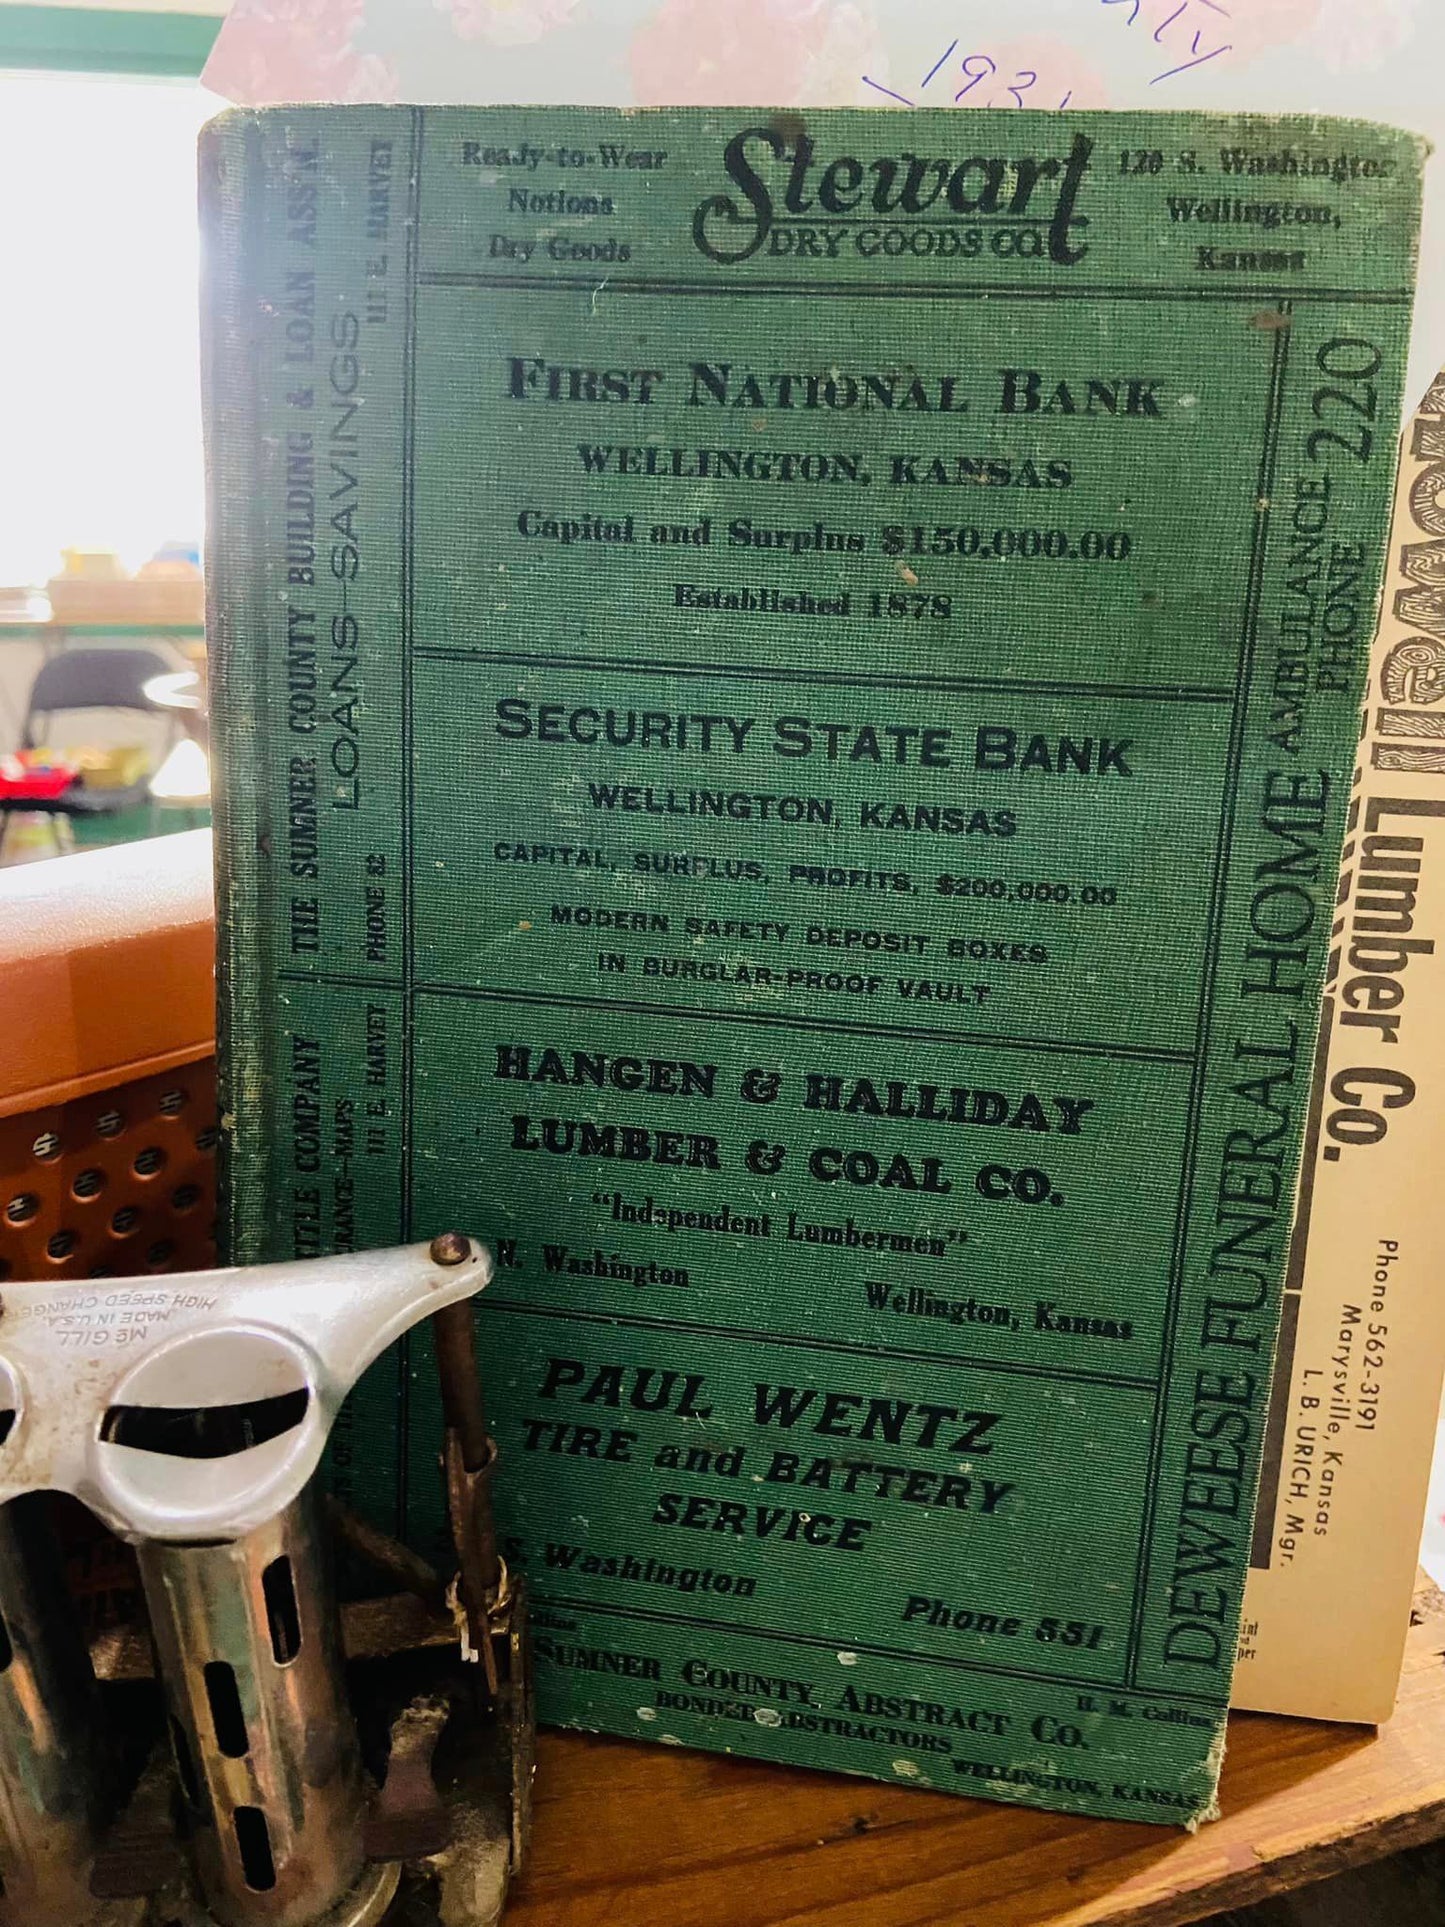 193
Ready-to-Wear
Notions
Dry Goods
Stewart
DRY GOODS CO
120 S. Washington
Wellington,
Kansas
THE SUMNER COUNTY BUILDING & LOAN ASS'N.
LOANS-SAVINGS
PHONE 82
111 E. HARVEY
FIRST NATIONAL BANK
WELLINGTON, KANSAS
Capital and Surplus $150,000.00
Established 1878
SECURITY STATE BANK
WELLINGTON, KANSAS
CAPITAL, SURPLUS, PROFITS, $200,000.00
MODERN SAFETY DEPOSIT BOXES
IN BURGLAR-PROOF VAULT
TITLE COMPANY
MAPS
111 E. HARVEY
HANGEN & HALLIDAY
LUMBER & COAL CO.
"Independent Lumbermen"
N. Washington
Wellington, Kansas
PAUL WENTZ
TIRE and BATTERY
SERVICE
S. Washington
Phone 551
SUMNER COUNTY ABSTRACT CO.
H. M. Collins
BONDED ABSTRACTORS
WELLINGTON, KANSAS
DEWEESE FUNERAL HOME
AMBULANCE
PHONE 220
Howell Lumber Co.
Phone 562-3191
Marysville, Kansas
L. B. URICH, Mgr.
McGILL
MADE IN U.S.A.
HIGH SPEED CHANGER